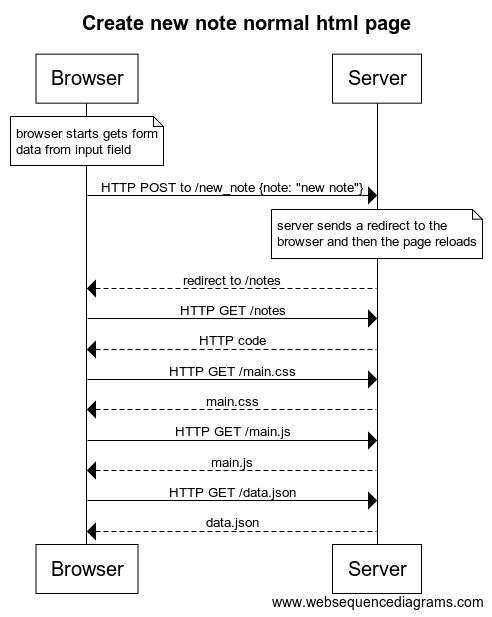 Create new note normal html page
Browser
Server
browser starts gets form
data from input field
HTTP POST to /new_note {note: "new note"}
server sends a redirect to the
browser and then the page reloads
redirect to /notes
HTTP GET /notes
HTTP code
HTTP GET /main.css
main.css
HTTP GET /main.js
main.js
HTTP GET /data.json
data.json
Browser
Server
www.websequencediagrams.com